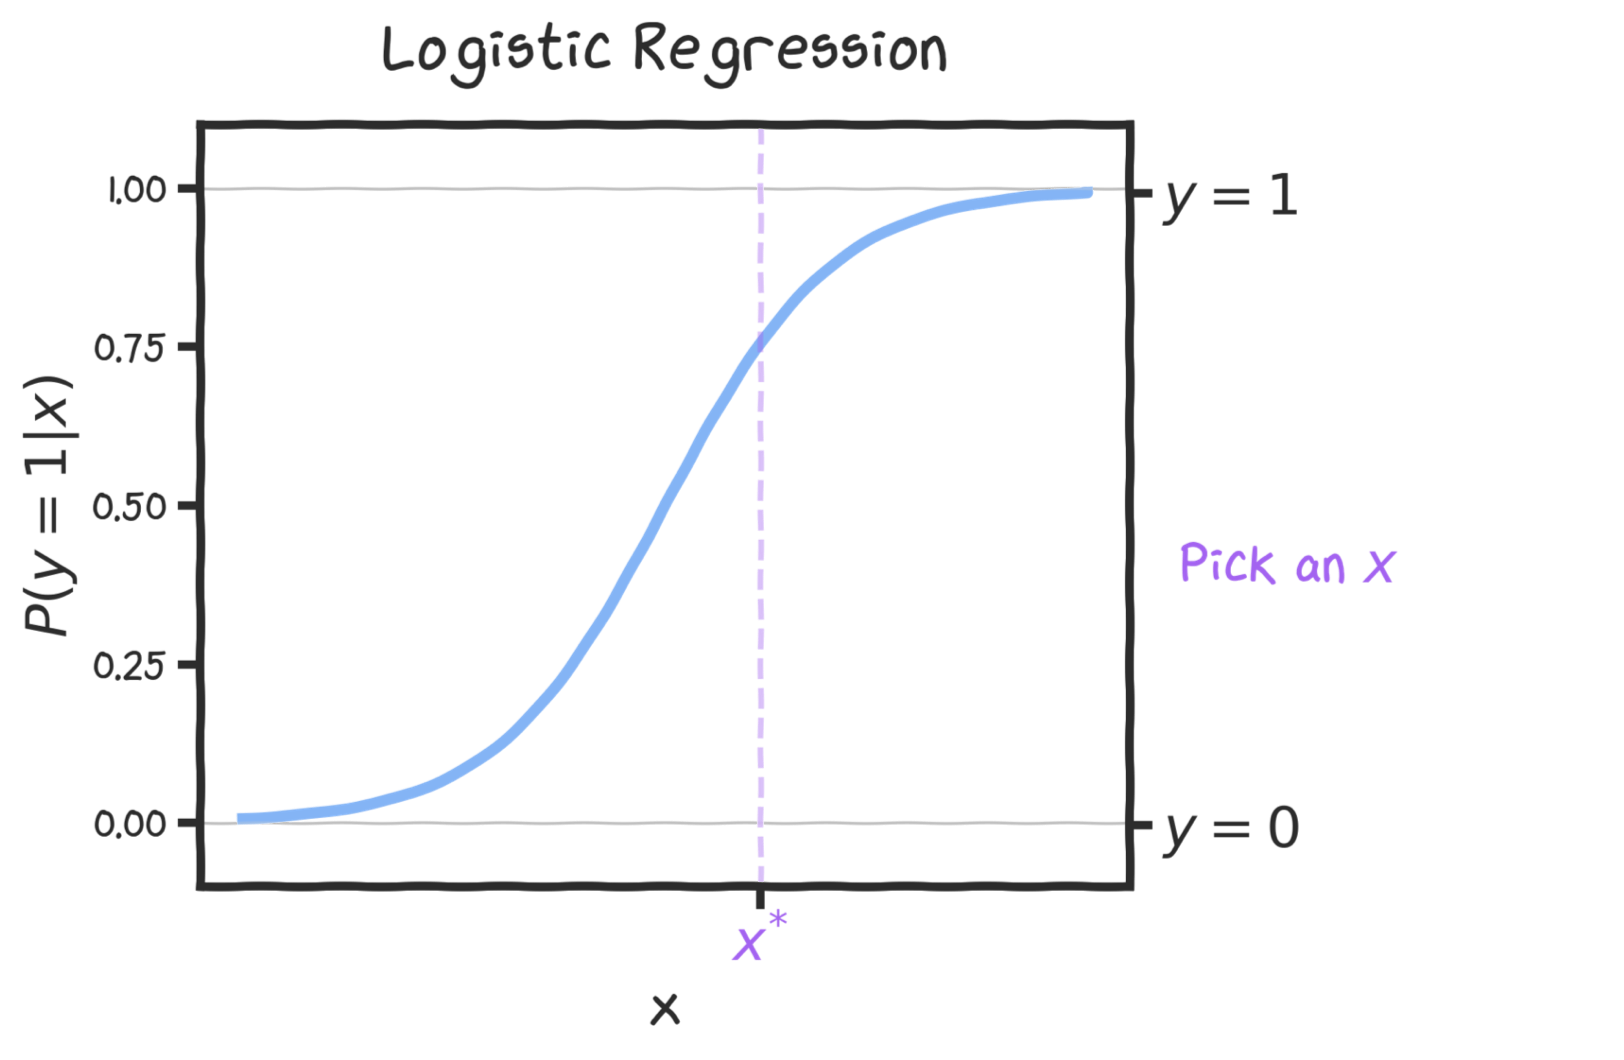 Logistic Regression
1.00
0.75
0.50
0.25
0.00
P(y = 1|x)
y = 1
Pick an x
y = 0
x*
x